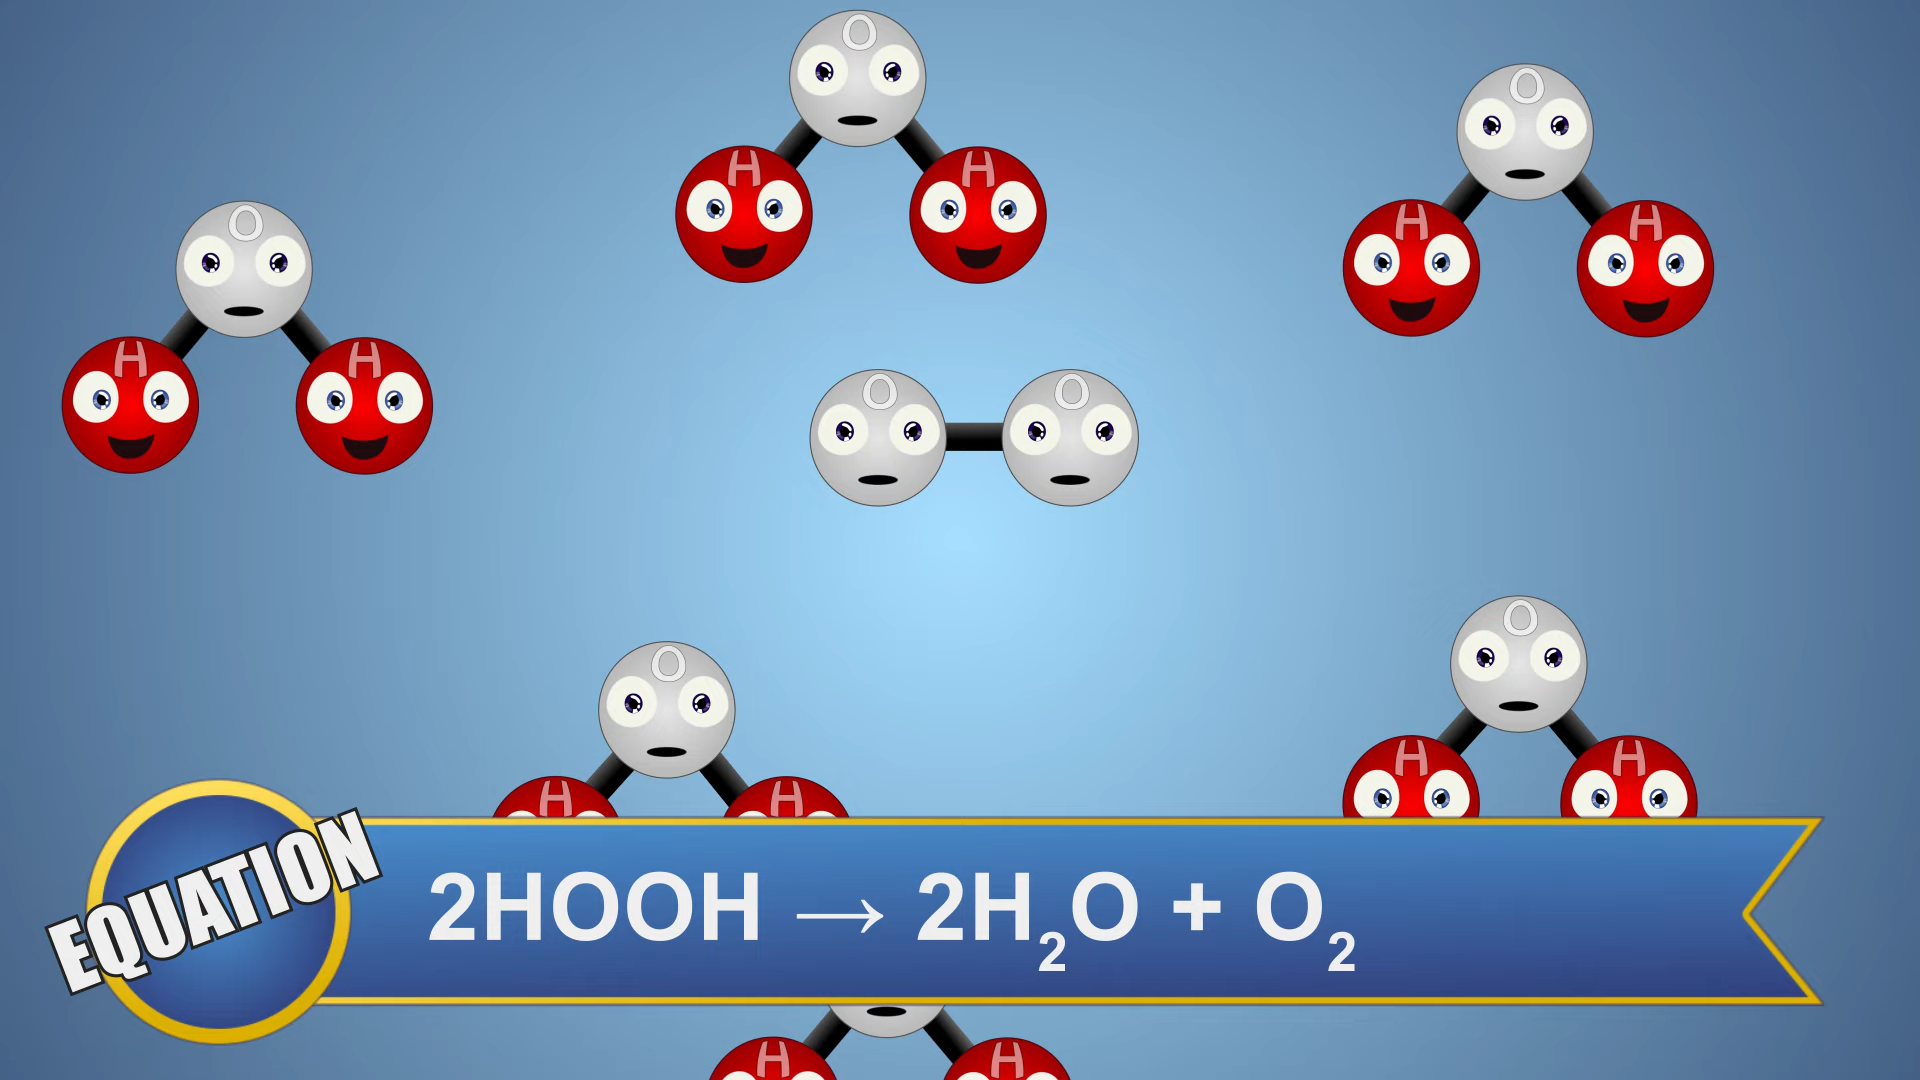 O
H H
O
H H
O
H H
O O
O
H H
O
H H
EQUATION
2HOOH → 2H₂O + O₂
H H